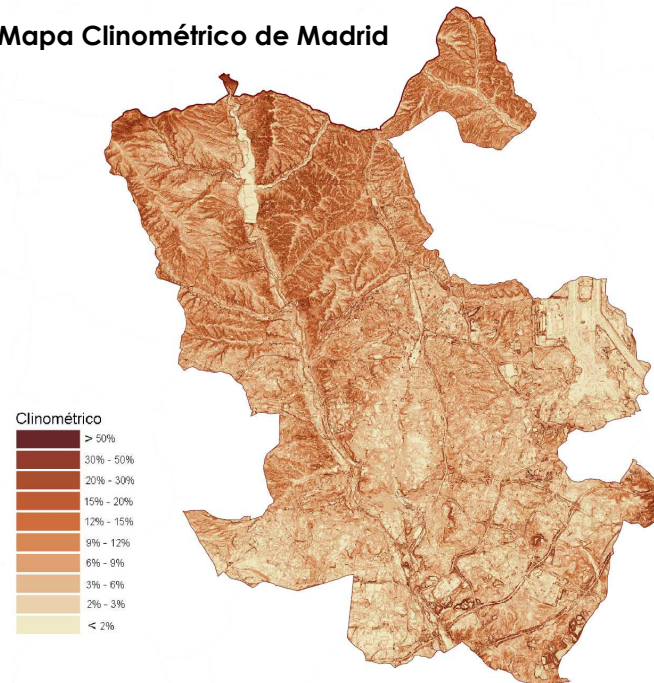 Mapa Clinométrico de Madrid
Clinométrico
> 50%
30% - 50%
20% - 30%
15% - 20%
12% - 15%
9% - 12%
6% - 9%
3% - 6%
2% - 3%
< 2%